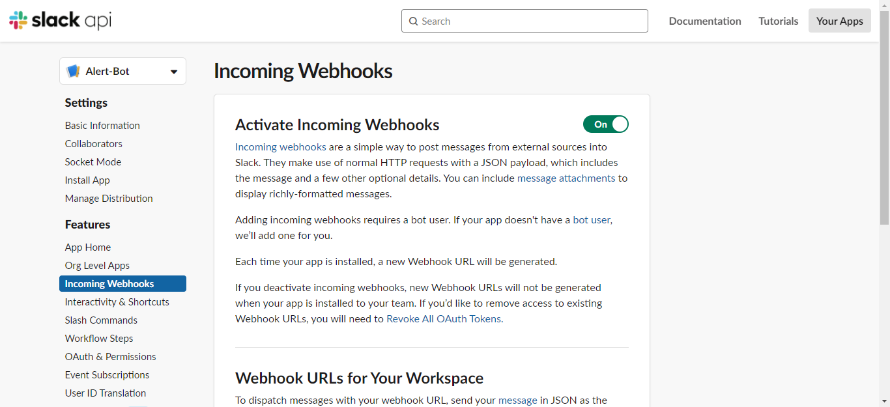 slack api
Search
Documentation
Tutorials
Your Apps
Alert-Bot
Settings
Basic Information
Collaborators
Socket Mode
Install App
Manage Distribution
Features
App Home
Org Level Apps
Incoming Webhooks
Interactivity & Shortcuts
Slash Commands
Workflow Steps
OAuth & Permissions
Event Subscriptions
User ID Translation
Incoming Webhooks
Activate Incoming Webhooks
On
Incoming webhooks are a simple way to post messages from external sources into
Slack. They make use of normal HTTP requests with a JSON payload, which includes
the message and a few other optional details. You can include message attachments to
display richly-formatted messages.
Adding incoming webhooks requires a bot user. If your app doesn't have a bot user,
we'll add one for you.
Each time your app is installed, a new Webhook URL will be generated.
If you deactivate incoming webhooks, new Webhook URLs will not be generated
when your app is installed to your team. If you'd like to remove access to existing
Webhook URLs, you will need to Revoke All OAuth Tokens.
Webhook URLs for Your Workspace
To dispatch messages with your webhook URL, send your message in JSON as the